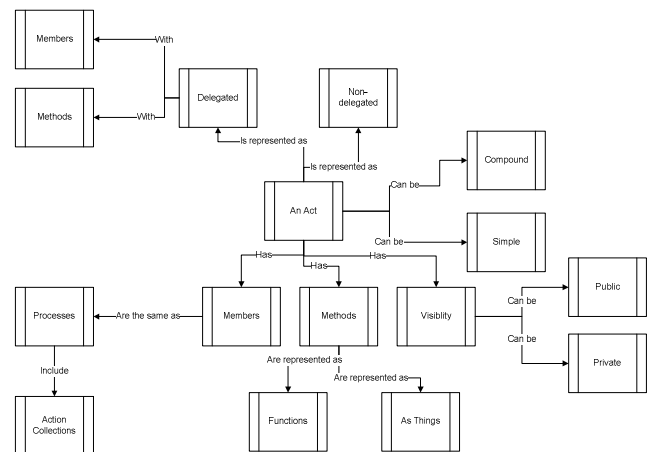 Members
With
Delegated
Non-
delegated
Methods
With
Is represented as
Is represented as
Compound
Can be
An Act
Can be
Simple
Has
Has
Has
Public
Can be
Processes
Are the same as
Members
Methods
Visiblity
Can be
Private
Include
Are represented as
Are represented as
Action
Collections
Functions
As Things